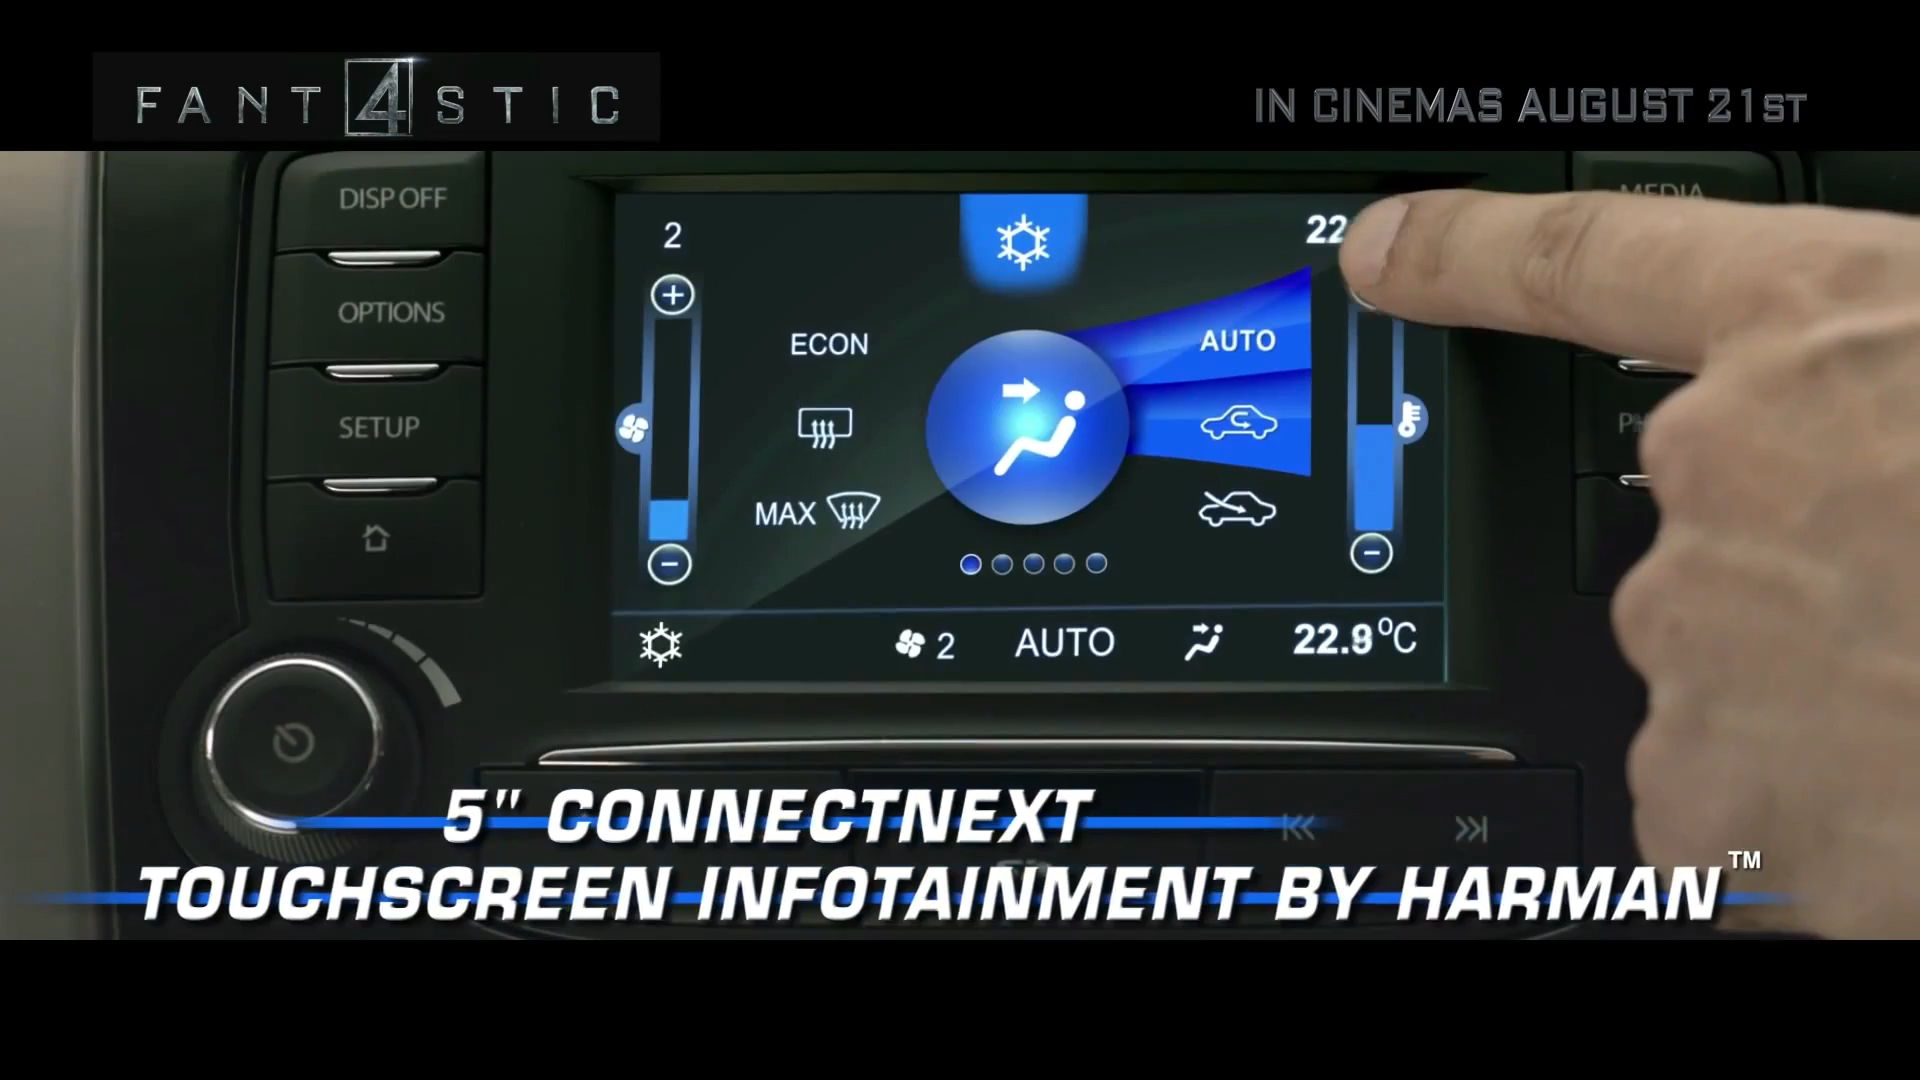 FANT4STIC
IN CINEMAS AUGUST 21ST
DISP OFF
MEDIA
2
22
OPTIONS
ECON
AUTO
SETUP
MAX
2 AUTO 22.9°C
5" CONNECTNEXT
TOUCHSCREEN INFOTAINMENT BY HARMAN™